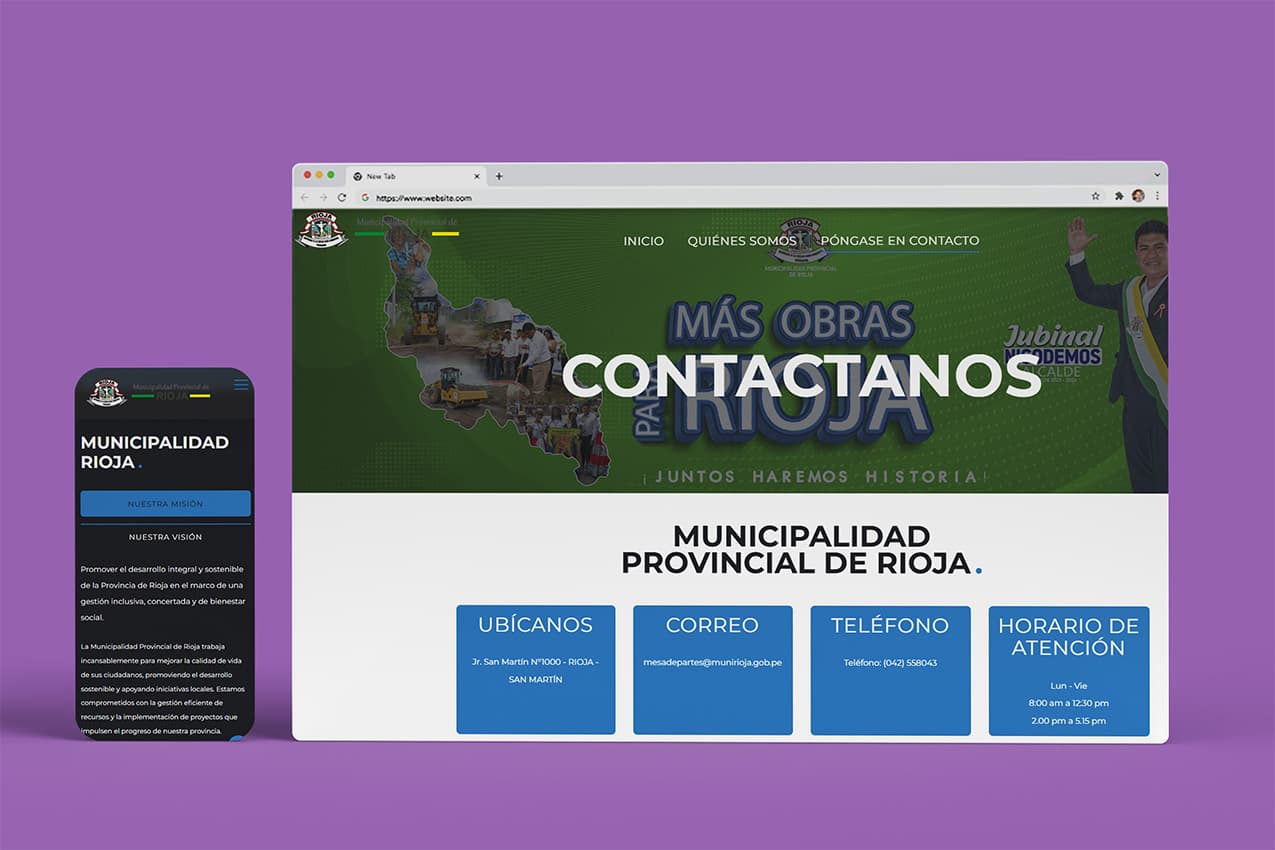 New Tab
https://www.website.com
RIOJA
Municipalidad Provincial de
INICIO
QUIÉNES SOMOS
PÓNGASE EN CONTACTO
RIOJA
MUNICIPALIDAD PROVINCIAL
DE RIOJA
MÁS OBRAS
PARA RIOJA
CONTACTANOS
Jubinal
NICODEMOS
ALCALDE
¡JUNTOS HAREMOS HISTORIA!
MUNICIPALIDAD
PROVINCIAL DE RIOJA.
UBÍCANOS
Jr. San Martín N°1000 - RIOJA -
SAN MARTÍN
CORREO
mesadepartes@munirioja.gob.pe
TELÉFONO
Teléfono: (042) 558043
HORARIO DE
ATENCIÓN
Lun - Vie
8:00 am a 12:30 pm
2.00 pm a 5.15 pm
RIOJA
Municipalidad Provincial de
RIOJA
MUNICIPALIDAD
RIOJA.
NUESTRA MISIÓN
NUESTRA VISIÓN
Promover el desarrollo integral y sostenible
de la Provincia de Rioja en el marco de una
gestión inclusiva, concertada y de bienestar
social.
La Municipalidad Provincial de Rioja trabaja
incansablemente para mejorar la calidad de vida
de sus ciudadanos, promoviendo el desarrollo
sostenible y apoyando iniciativas locales. Estamos
comprometidos con la gestión eficiente de
recursos y la implementación de proyectos que
impulsen el progreso de nuestra provincia.